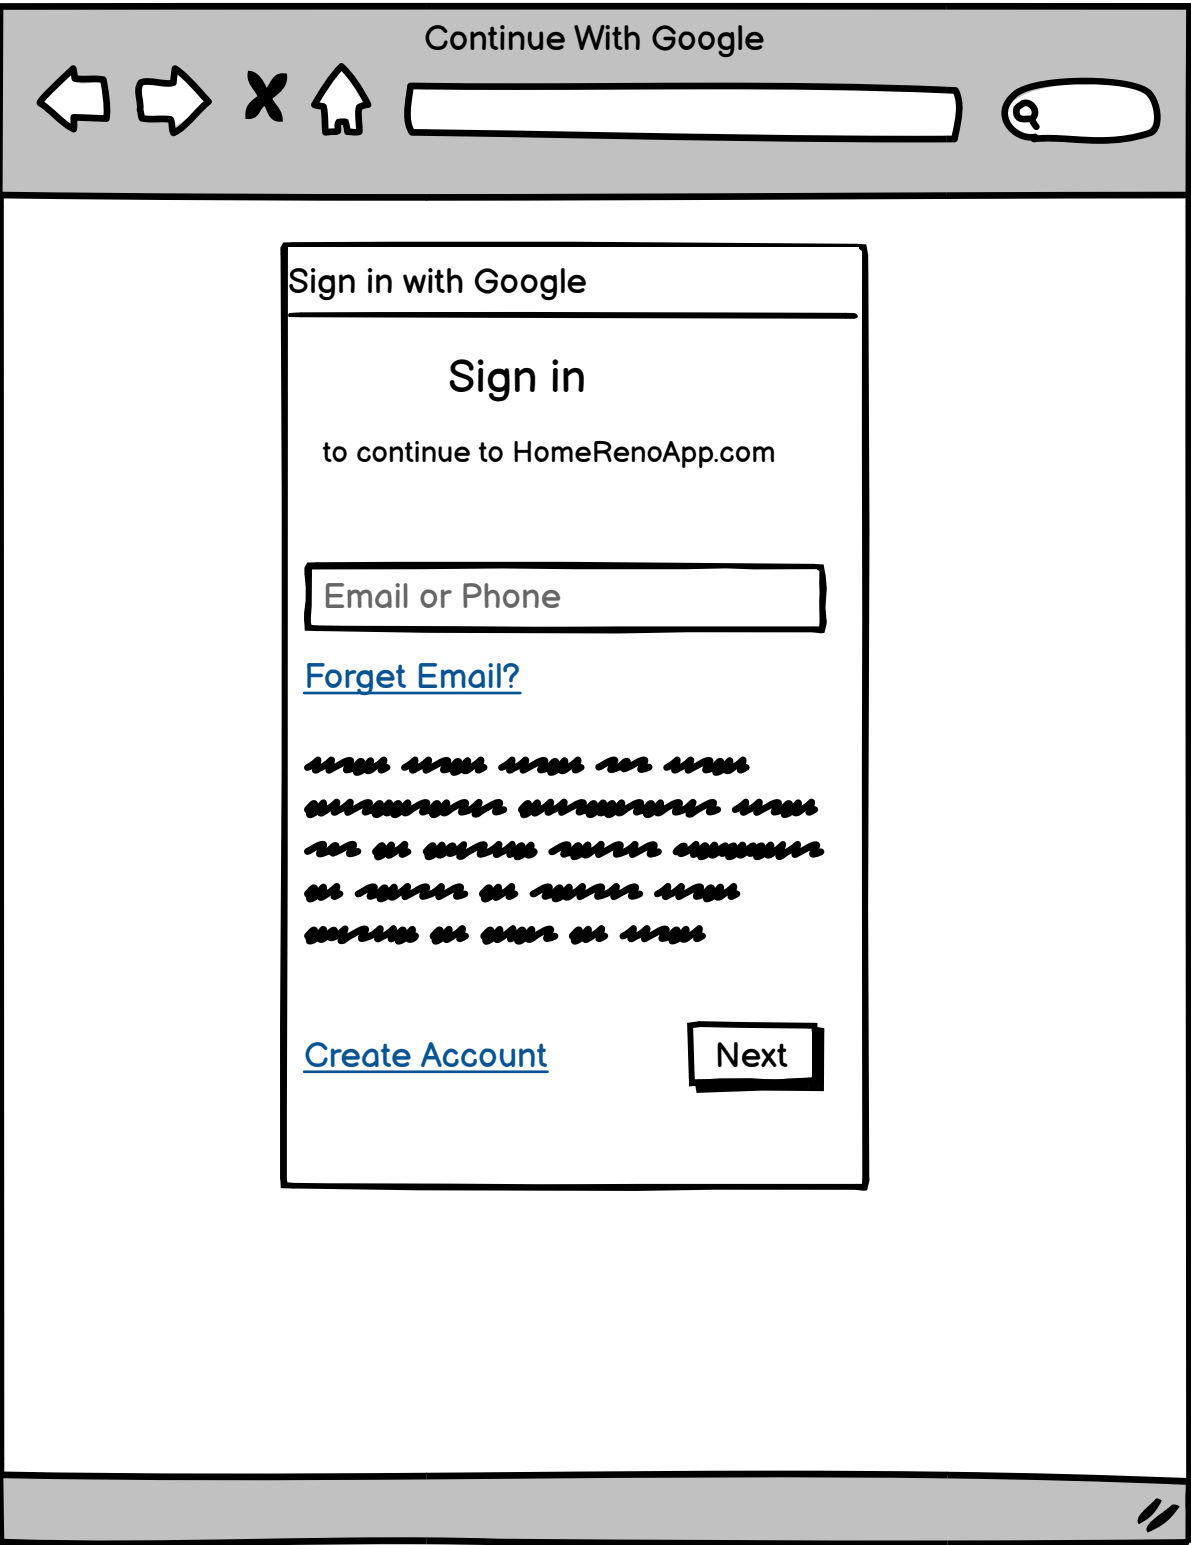 Continue With Google
Sign in with Google
Sign in
to continue to HomeRenoApp.com
Email or Phone
Forget Email?
Create Account
Next